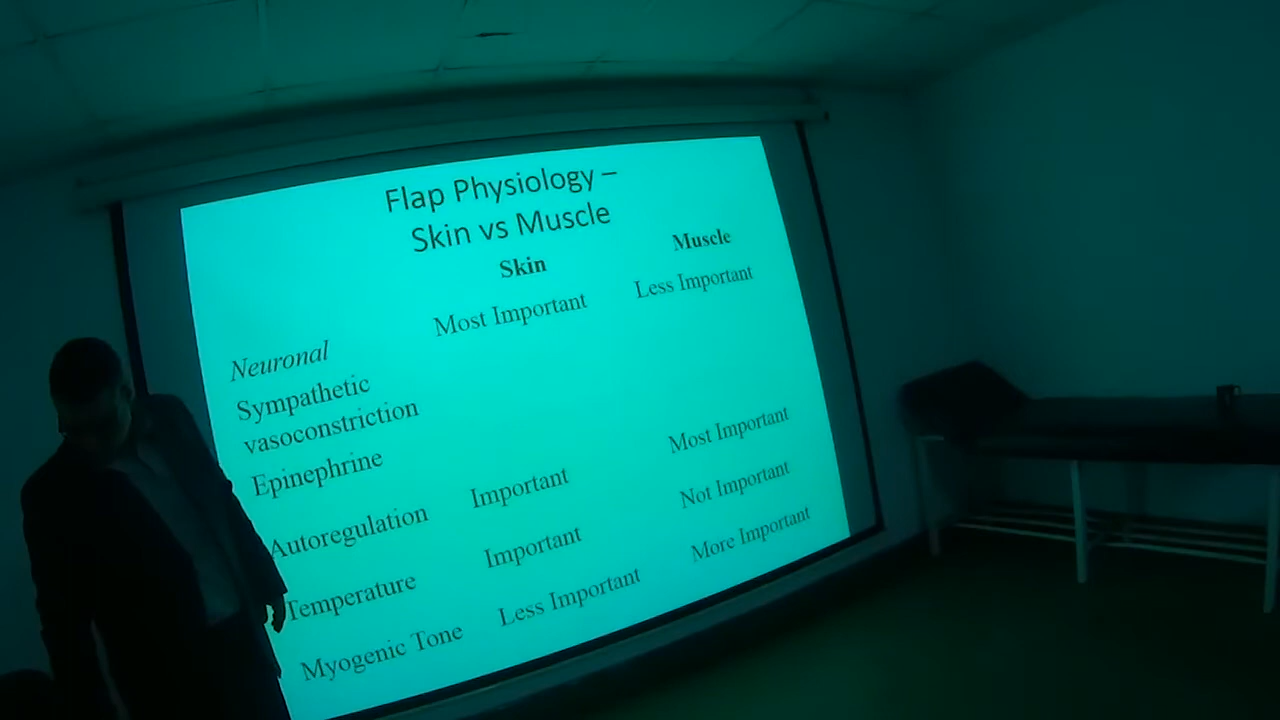 Flap Physiology –
Skin vs Muscle
Skin Muscle
Most Important Less Important
Neuronal
Sympathetic
vasoconstriction
Epinephrine
Autoregulation Important Most Important
Temperature Important Not Important
Myogenic Tone Less Important More Important